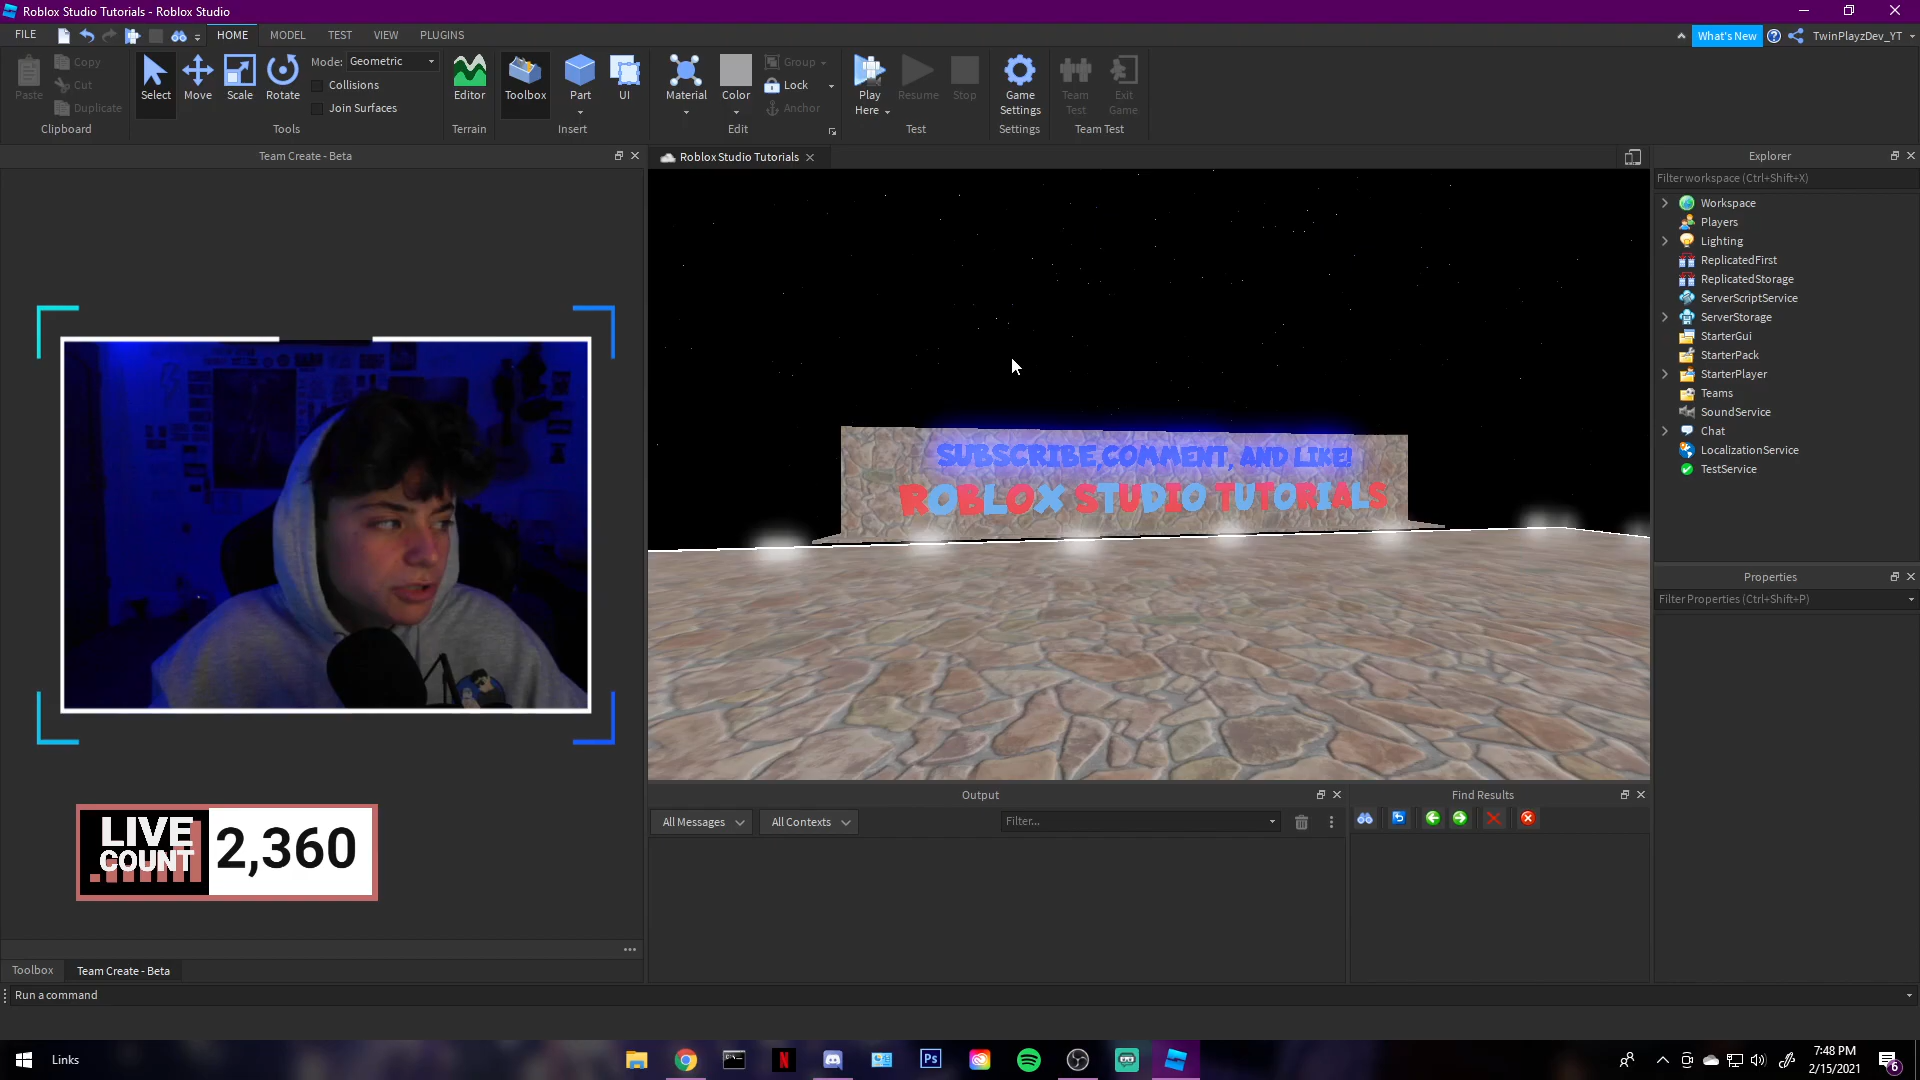 Roblox Studio Tutorials - Roblox Studio
FILE
HOME
MODEL
TEST
VIEW
PLUGINS
What's New
TwinPlayzDev_YT
Paste
Copy
Cut
Duplicate
Clipboard
Select
Move
Scale
Rotate
Mode: Geometric
Collisions
Join Surfaces
Tools
Editor
Terrain
Toolbox
Part
UI
Insert
Material
Color
Group
Lock
Anchor
Edit
Play
Here
Resume
Stop
Test
Game
Settings
Settings
Team
Test
Exit
Game
Team Test
Team Create - Beta
Roblox Studio Tutorials
SUBSCRIBE,COMMENT, AND LIKE!
ROBLOX STUDIO TUTORIALS
Explorer
Filter workspace (Ctrl+Shift+X)
Workspace
Players
Lighting
ReplicatedFirst
ReplicatedStorage
ServerScriptService
ServerStorage
StarterGui
StarterPack
StarterPlayer
Teams
SoundService
Chat
LocalizationService
TestService
Properties
Filter Properties (Ctrl+Shift+P)
LIVE
COUNT
2,360
Output
All Messages
All Contexts
Filter...
Find Results
Toolbox
Team Create - Beta
Run a command
Links
N
Ps
7:48 PM
2/15/2021
6